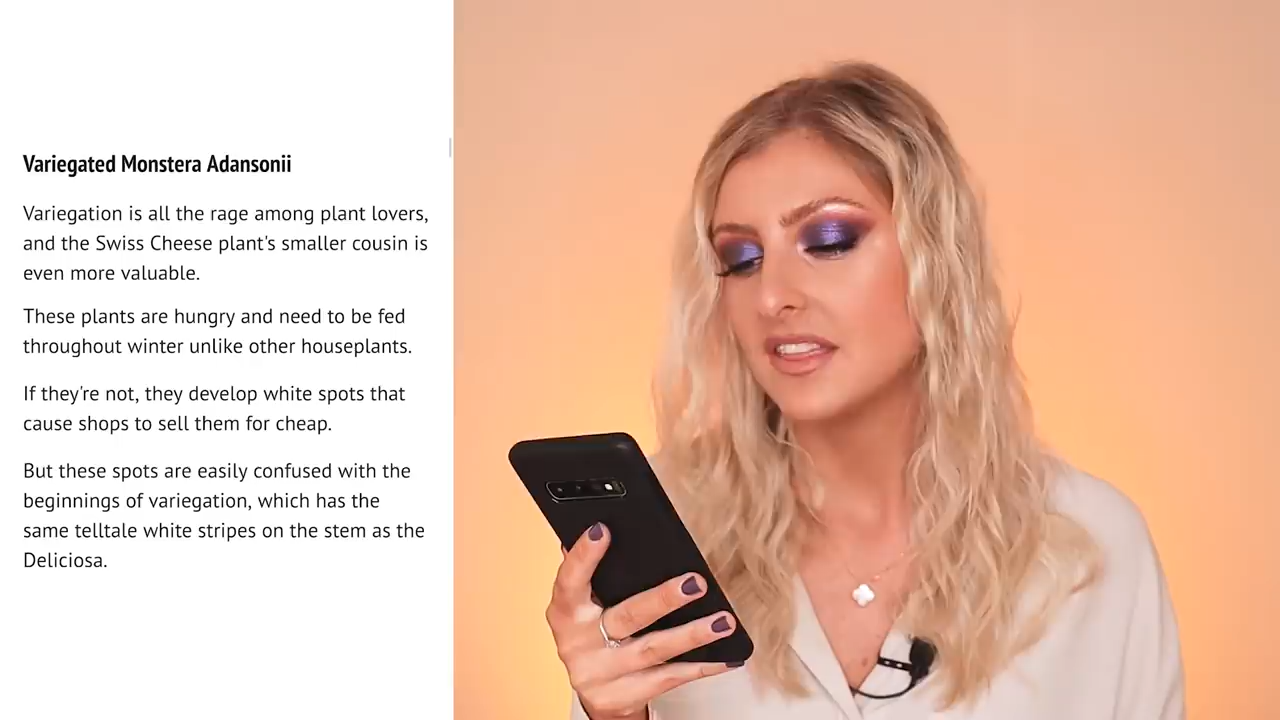 Variegated Monstera Adansonii
Variegation is all the rage among plant lovers,
and the Swiss Cheese plant's smaller cousin is
even more valuable.
These plants are hungry and need to be fed
throughout winter unlike other houseplants.
If they're not, they develop white spots that
cause shops to sell them for cheap.
But these spots are easily confused with the
beginnings of variegation, which has the
same telltale white stripes on the stem as the
Deliciosa.